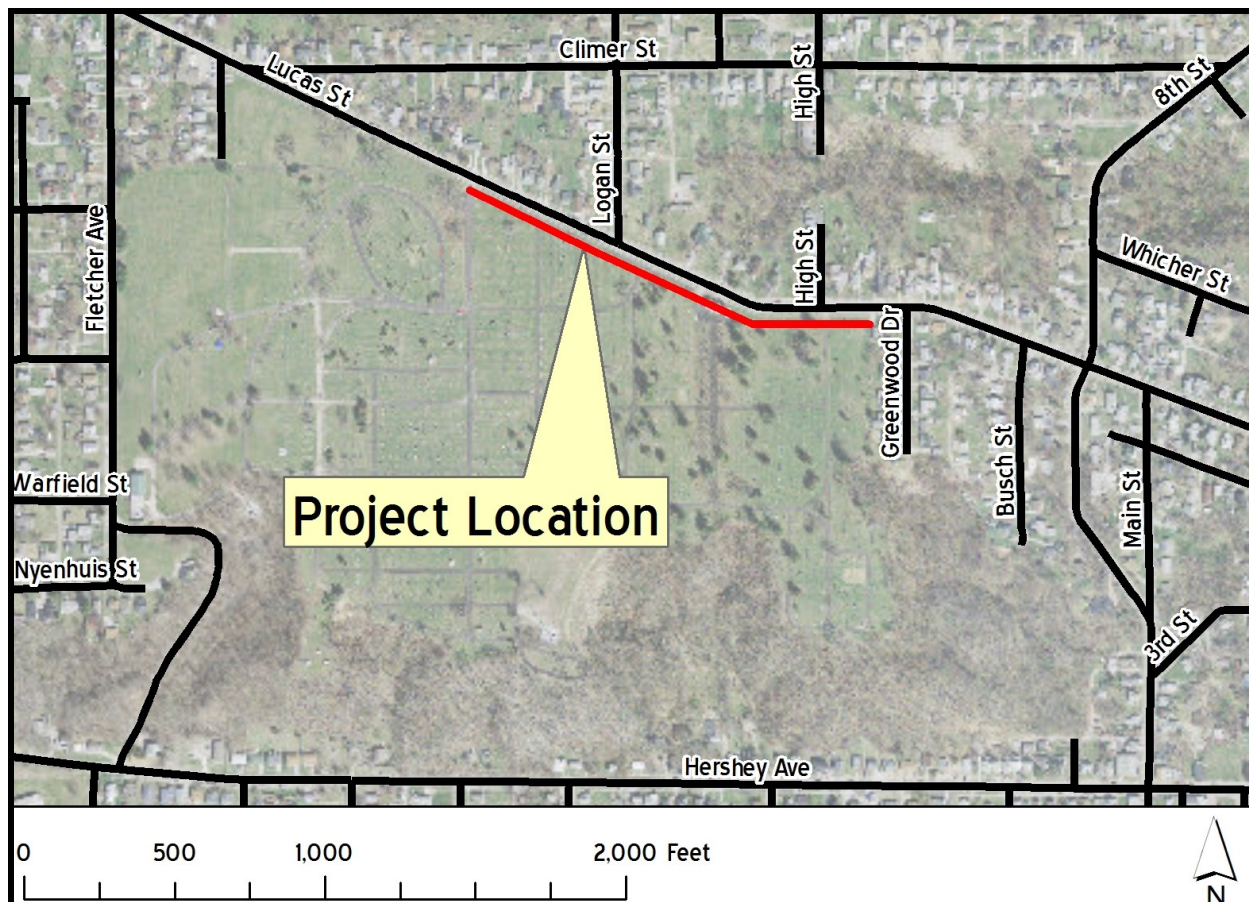 Climer St
Lucas St
High St
8th St
Logan St
Fletcher Ave
High St
Whicher St
Greenwood Dr
Busch St
Main St
Warfield St
Project Location
Nyenhuis St
3rd St
Hershey Ave
0 500 1,000 2,000 Feet
N